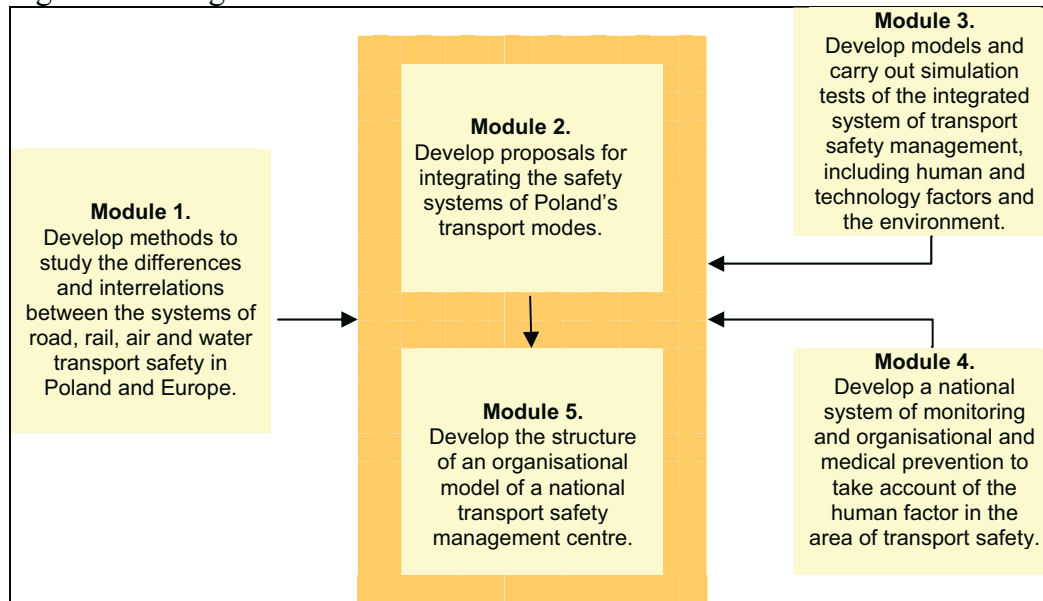 Module 1.
Develop methods to
study the differences
and interrelations
between the systems of
road, rail, air and water
transport safety in
Poland and Europe.
Module 2.
Develop proposals for
integrating the safety
systems of Poland’s
transport modes.
Module 5.
Develop the structure
of an organisational
model of a national
transport safety
management centre.
Module 3.
Develop models and
carry out simulation
tests of the integrated
system of transport
safety management,
including human and
technology factors and
the environment.
Module 4.
Develop a national
system of monitoring
and organisational and
medical prevention to
take account of the
human factor in the
area of transport safety.